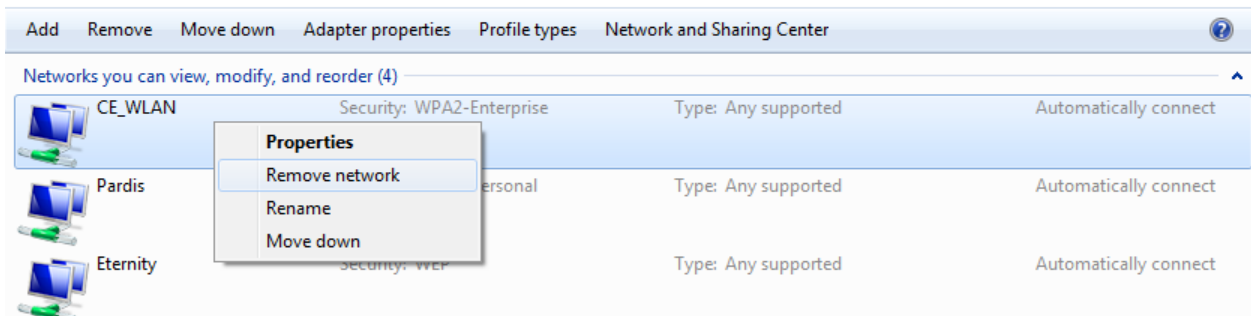 Add Remove Move down Adapter properties Profile types Network and Sharing Center
Networks you can view, modify, and reorder (4)
CE_WLAN Security: WPA2-Enterprise Type: Any supported Automatically connect
Properties
Remove network
Pardis ersonal Type: Any supported Automatically connect
Rename
Move down
Eternity Security: WEP Type: Any supported Automatically connect